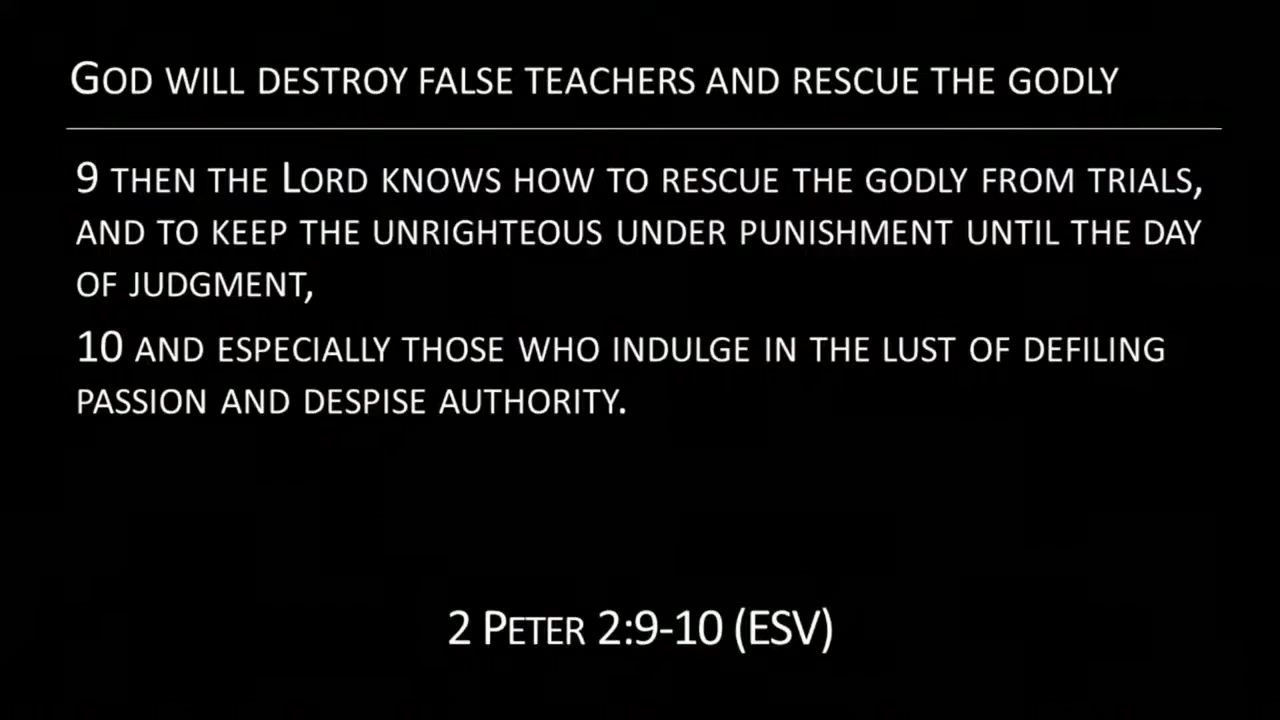 God will destroy false teachers and rescue the godly
9 then the Lord knows how to rescue the godly from trials,
and to keep the unrighteous under punishment until the day
of judgment,
10 and especially those who indulge in the lust of defiling
passion and despise authority.
2 Peter 2:9-10 (ESV)